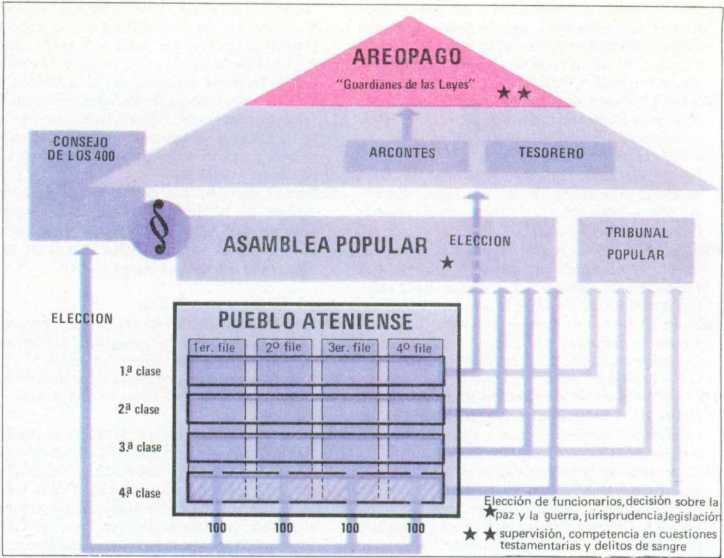 AREOPAGO
"Guardianes de las Leyes"
★ ★
CONSEJO
DE LOS 400
ARCONTES
TESORERO
§
ASAMBLEA POPULAR
★
ELECCION
TRIBUNAL
POPULAR
ELECCION
PUEBLO ATENIENSE
1er. file
2º file
3er. file
4º file
1.ª clase
2.ª clase
3.ª clase
4.ª clase
100
100
100
100
Elección de funcionarios, decisión sobre la
★ paz y la guerra, jurisprudencia, legislación
★ ★ supervisión, competencia en cuestiones
testamentarias y delitos de sangre